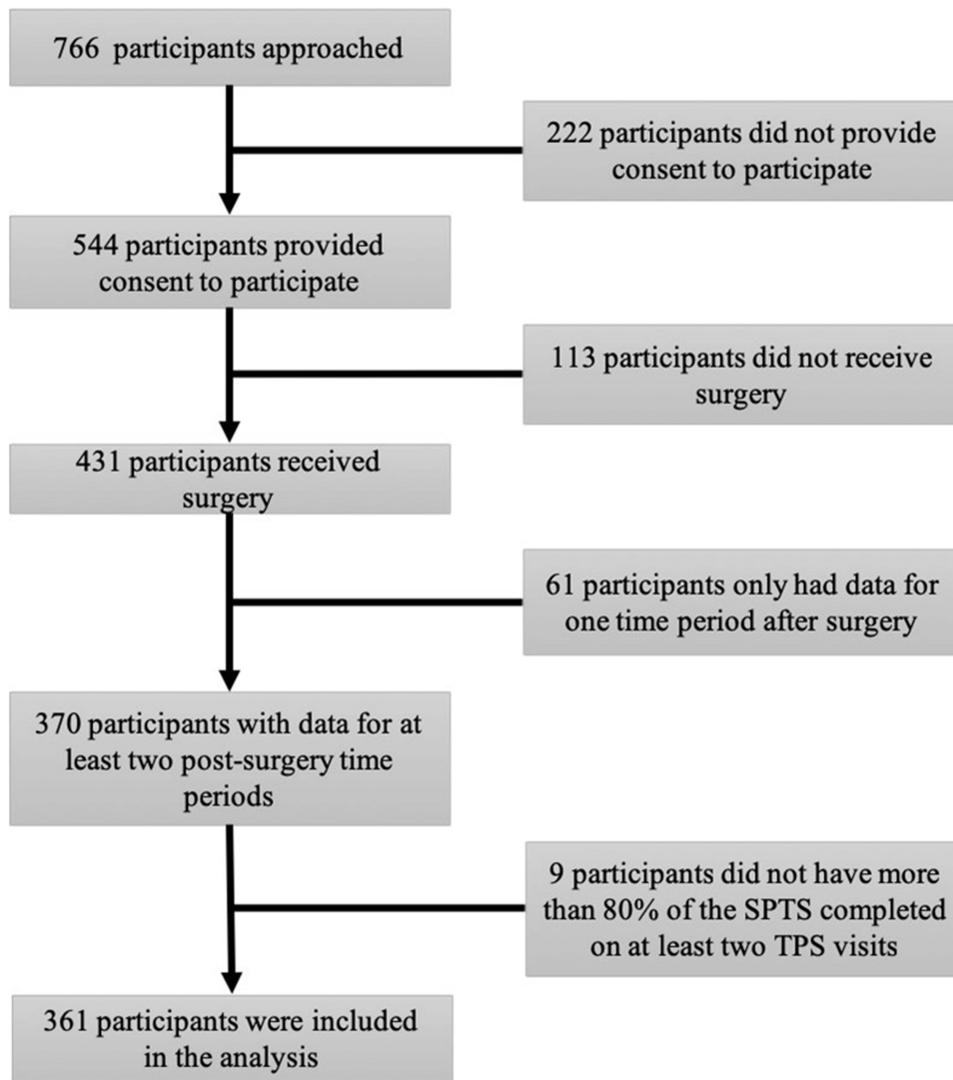 766 participants approached
222 participants did not provide
consent to participate
544 participants provided
consent to participate
113 participants did not receive
surgery
431 participants received
surgery
61 participants only had data for
one time period after surgery
370 participants with data for at
least two post-surgery time
periods
9 participants did not have more
than 80% of the SPTS completed
on at least two TPS visits
361 participants were included
in the analysis